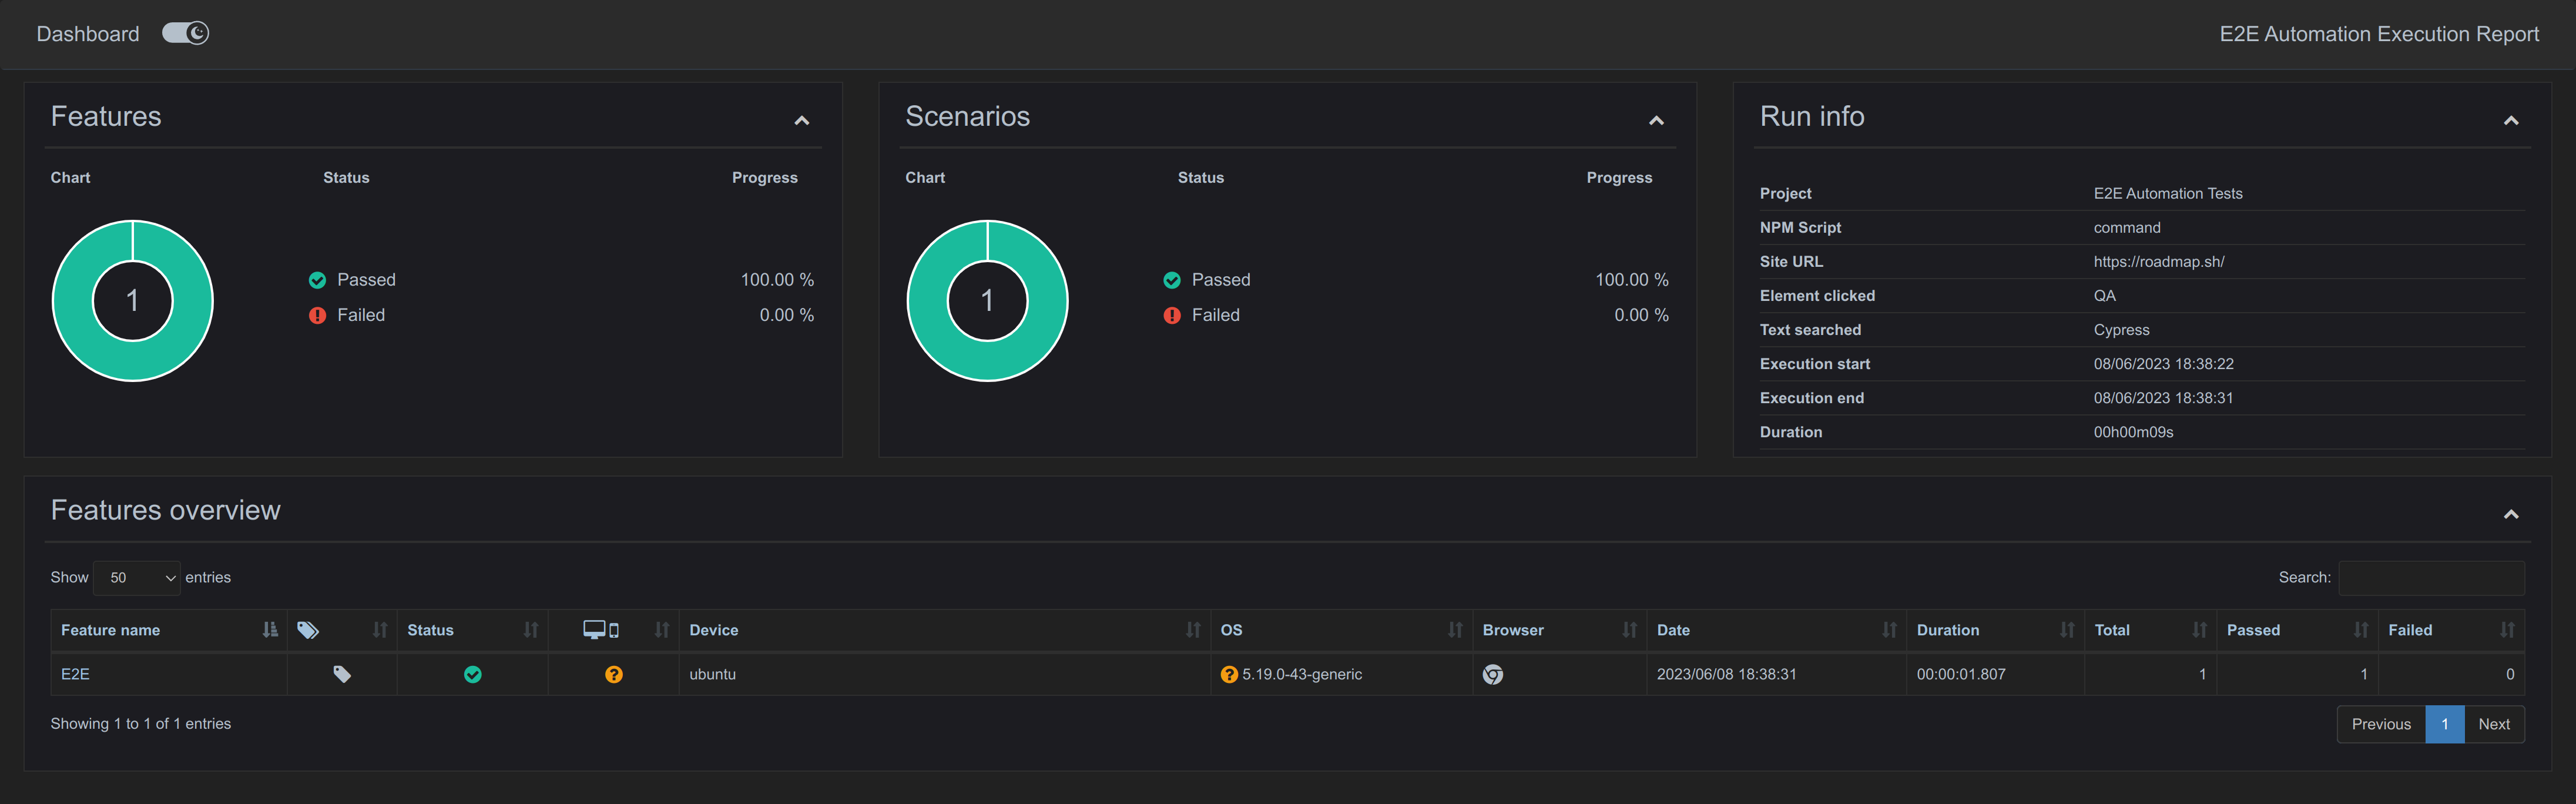 Dashboard
E2E Automation Execution Report
Features
Chart Status Progress
1
Passed 100.00 %
Failed 0.00 %
Scenarios
Chart Status Progress
1
Passed 100.00 %
Failed 0.00 %
Run info
Project E2E Automation Tests
NPM Script command
Site URL https://roadmap.sh/
Element clicked QA
Text searched Cypress
Execution start 08/06/2023 18:38:22
Execution end 08/06/2023 18:38:31
Duration 00h00m09s
Features overview
Show 50 entries
Search:
Feature name Status Device OS Browser Date Duration Total Passed Failed
E2E ubuntu 5.19.0-43-generic 2023/06/08 18:38:31 00:00:01.807 1 1 0
Showing 1 to 1 of 1 entries
Previous 1 Next